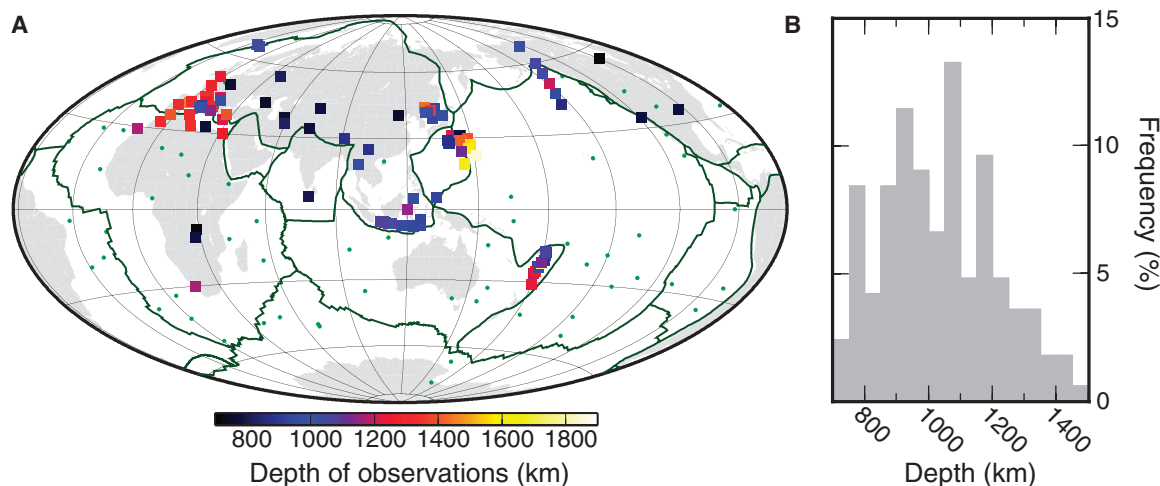 A
800 1000 1200 1400 1600 1800
Depth of observations (km)
B
15
10
5
0
Frequency (%)
800 1000 1200 1400
Depth (km)